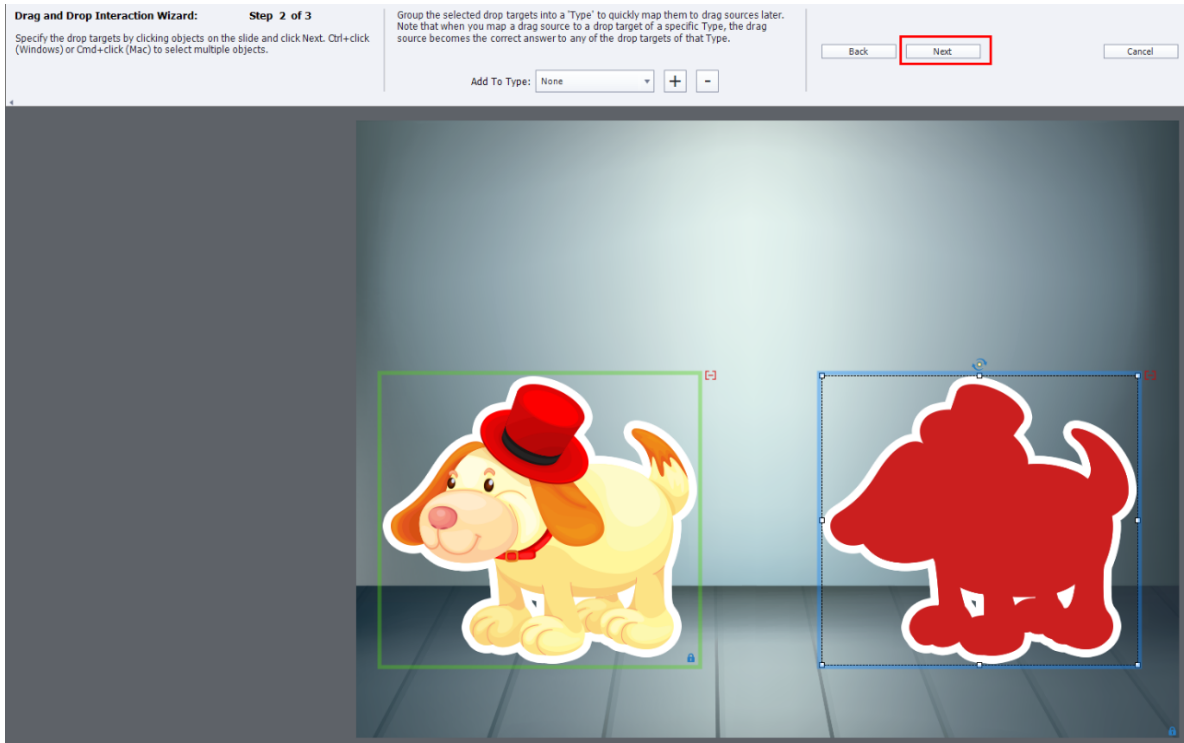 Drag and Drop Interaction Wizard: Step 2 of 3
Specify the drop targets by clicking objects on the slide and click Next. Ctrl+click
(Windows) or Cmd+click (Mac) to select multiple objects.
Group the selected drop targets into a 'Type' to quickly map them to drag sources later.
Note that when you map a drag source to a drop target of a specific Type, the drag
source becomes the correct answer to any of the drop targets of that Type.
Add To Type: None + -
Back Next Cancel